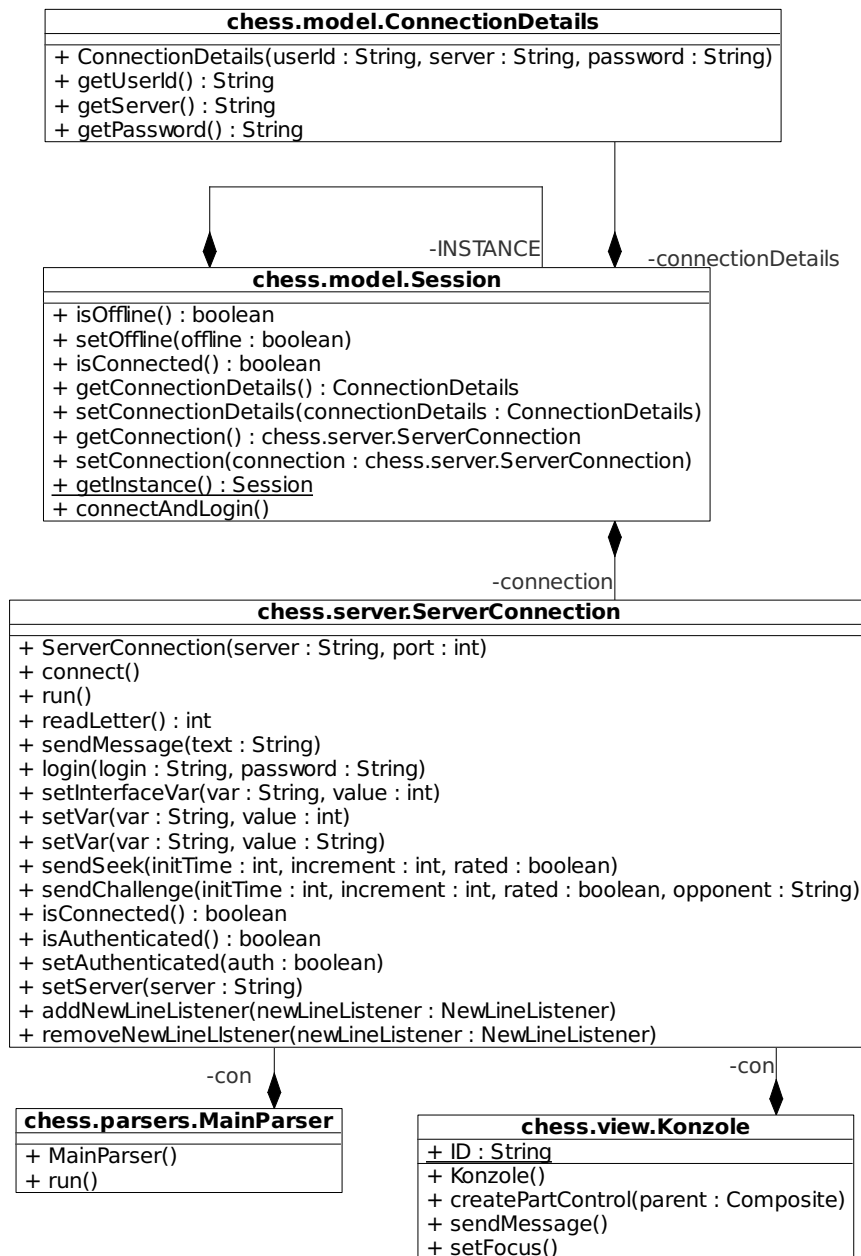 chess.model.ConnectionDetails
+ ConnectionDetails(userId : String, server : String, password : String)
+ getUserId() : String
+ getServer() : String
+ getPassword() : String
-INSTANCE
-connectionDetails
chess.model.Session
+ isOffline() : boolean
+ setOffline(offline : boolean)
+ isConnected() : boolean
+ getConnectionDetails() : ConnectionDetails
+ setConnectionDetails(connectionDetails : ConnectionDetails)
+ getConnection() : chess.server.ServerConnection
+ setConnection(connection : chess.server.ServerConnection)
+ getInstance() : Session
+ connectAndLogin()
-connection
chess.server.ServerConnection
+ ServerConnection(server : String, port : int)
+ connect()
+ run()
+ readLetter() : int
+ sendMessage(text : String)
+ login(login : String, password : String)
+ setInterfaceVar(var : String, value : int)
+ setVar(var : String, value : int)
+ setVar(var : String, value : String)
+ sendSeek(initTime : int, increment : int, rated : boolean)
+ sendChallenge(initTime : int, increment : int, rated : boolean, opponent : String)
+ isConnected() : boolean
+ isAuthenticated() : boolean
+ setAuthenticated(auth : boolean)
+ setServer(server : String)
+ addNewLineListener(newLineListener : NewLineListener)
+ removeNewLineLIstener(newLineListener : NewLineListener)
-con
-con
chess.parsers.MainParser
+ MainParser()
+ run()
chess.view.Konzole
+ ID : String
+ Konzole()
+ createPartControl(parent : Composite)
+ sendMessage()
+ setFocus()